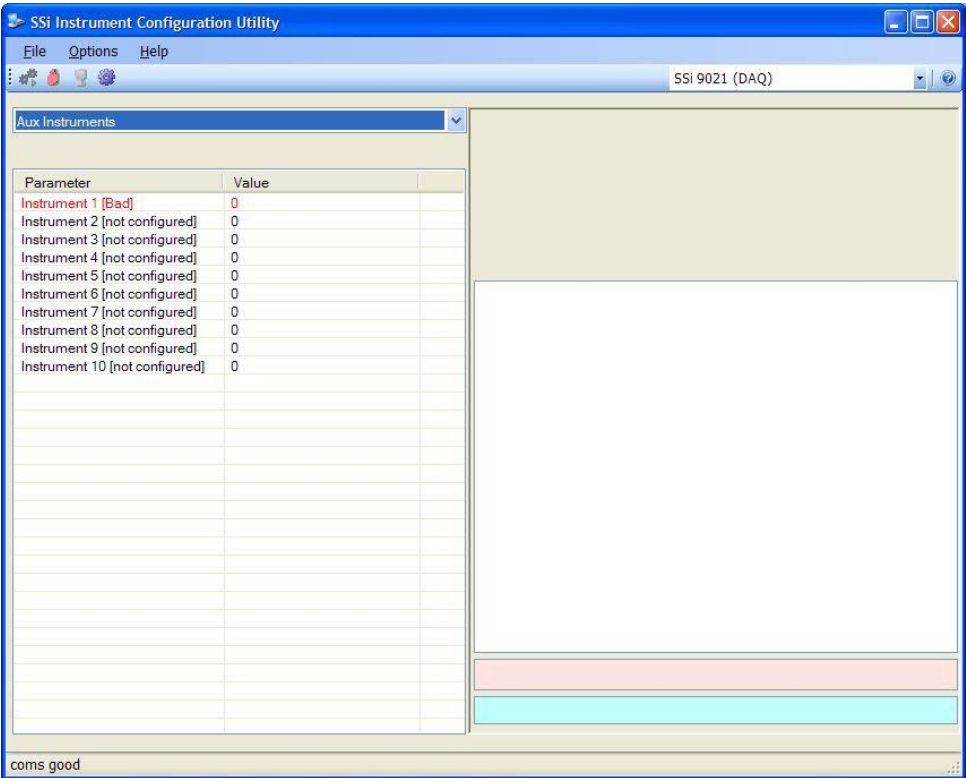 SSi Instrument Configuration Utility
File Options Help
SSi 9021 (DAQ)
Aux Instruments
Parameter Value
Instrument 1 [Bad] 0
Instrument 2 [not configured] 0
Instrument 3 [not configured] 0
Instrument 4 [not configured] 0
Instrument 5 [not configured] 0
Instrument 6 [not configured] 0
Instrument 7 [not configured] 0
Instrument 8 [not configured] 0
Instrument 9 [not configured] 0
Instrument 10 [not configured] 0
coms good